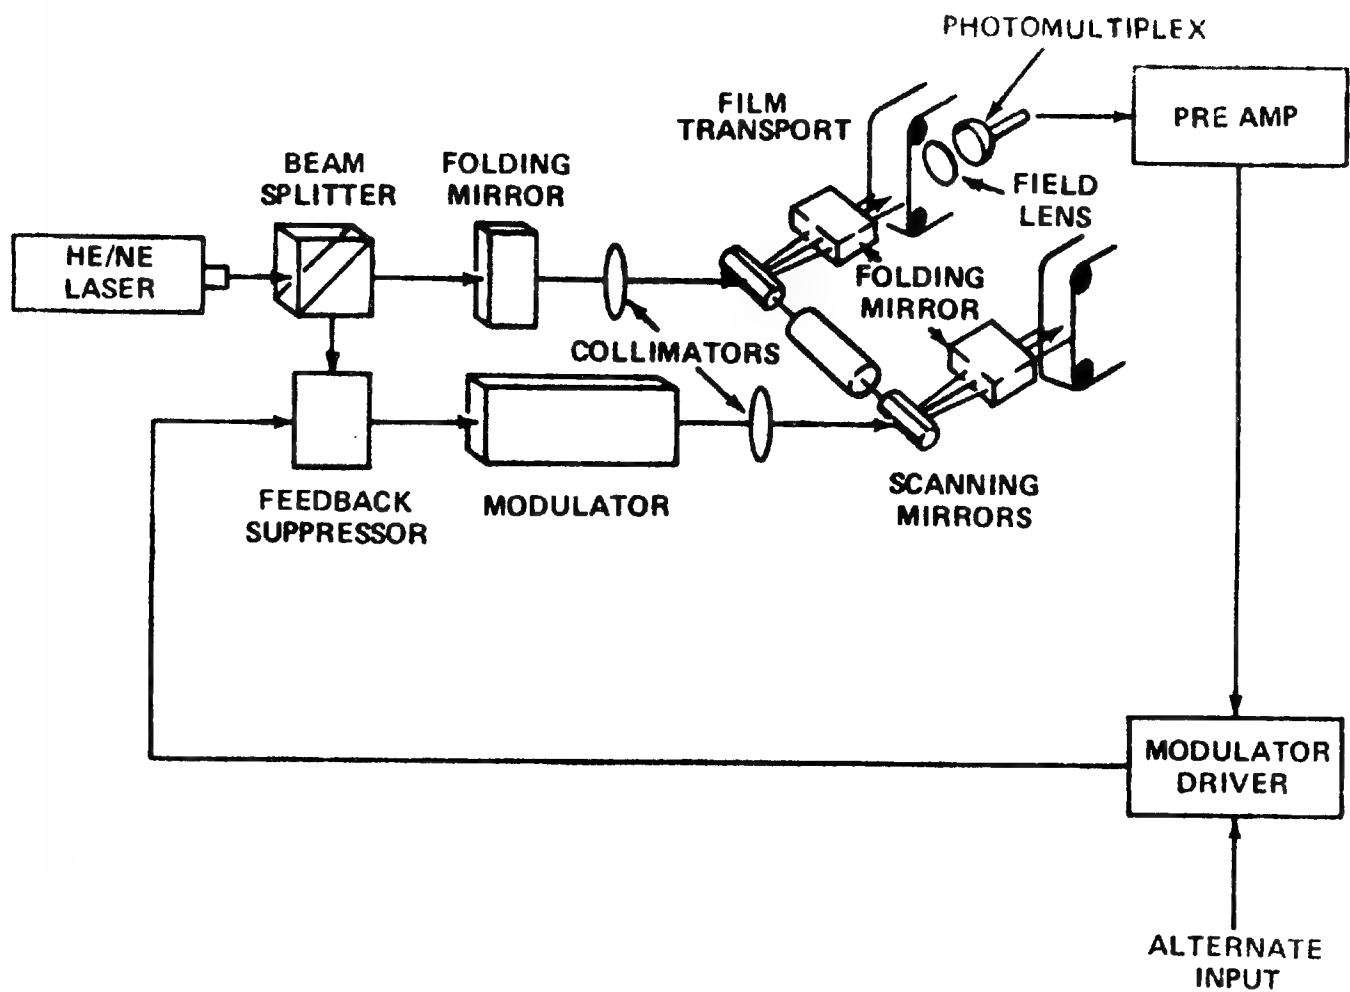 PHOTOMULTIPLEX
FILM
TRANSPORT
PRE AMP
BEAM
SPLITTER
FOLDING
MIRROR
FIELD
LENS
HE/NE
LASER
FOLDING
MIRROR
COLLIMATORS
FEEDBACK
SUPPRESSOR
MODULATOR
SCANNING
MIRRORS
MODULATOR
DRIVER
ALTERNATE
INPUT